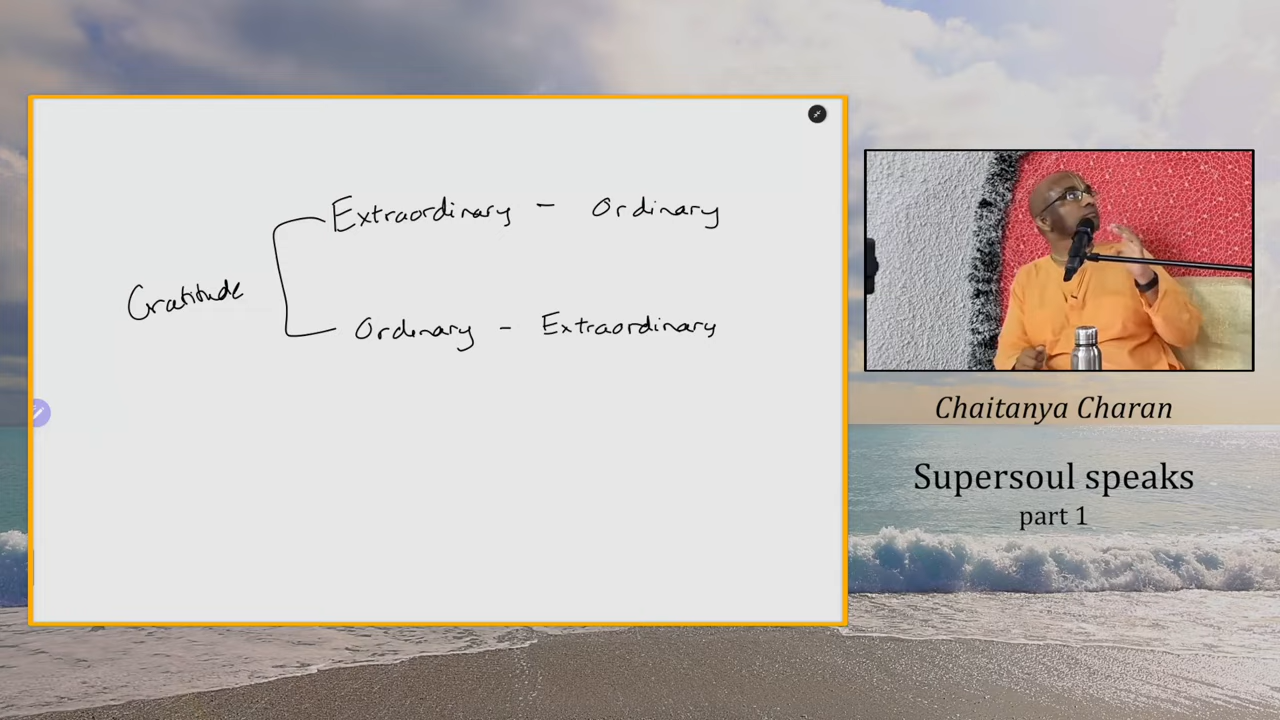 Extraordinary - Ordinary
Gratitude
Ordinary - Extraordinary
Chaitanya Charan
Supersoul speaks
part 1